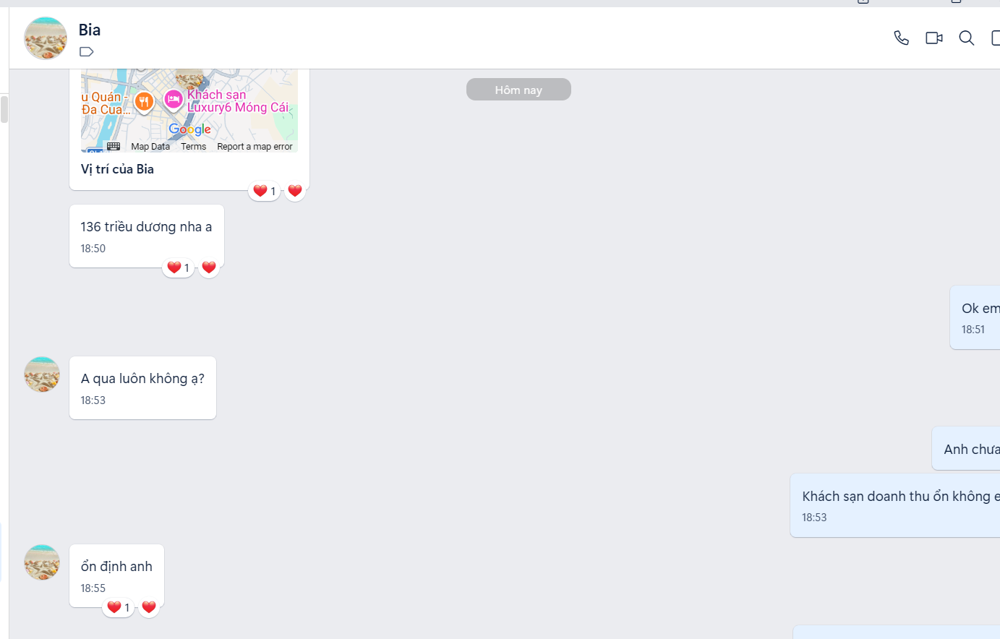 Bia
Hôm nay
u Quán -
Đa Cua...
Khách sạn
Luxury6 Móng Cái
Google
Map Data Terms Report a map error
Vị trí của Bia
1
136 triều dương nha a
18:50
1
Ok em
18:51
A qua luôn không ạ?
18:53
Anh chưa
Khách sạn doanh thu ổn không e
18:53
ổn định anh
18:55
1